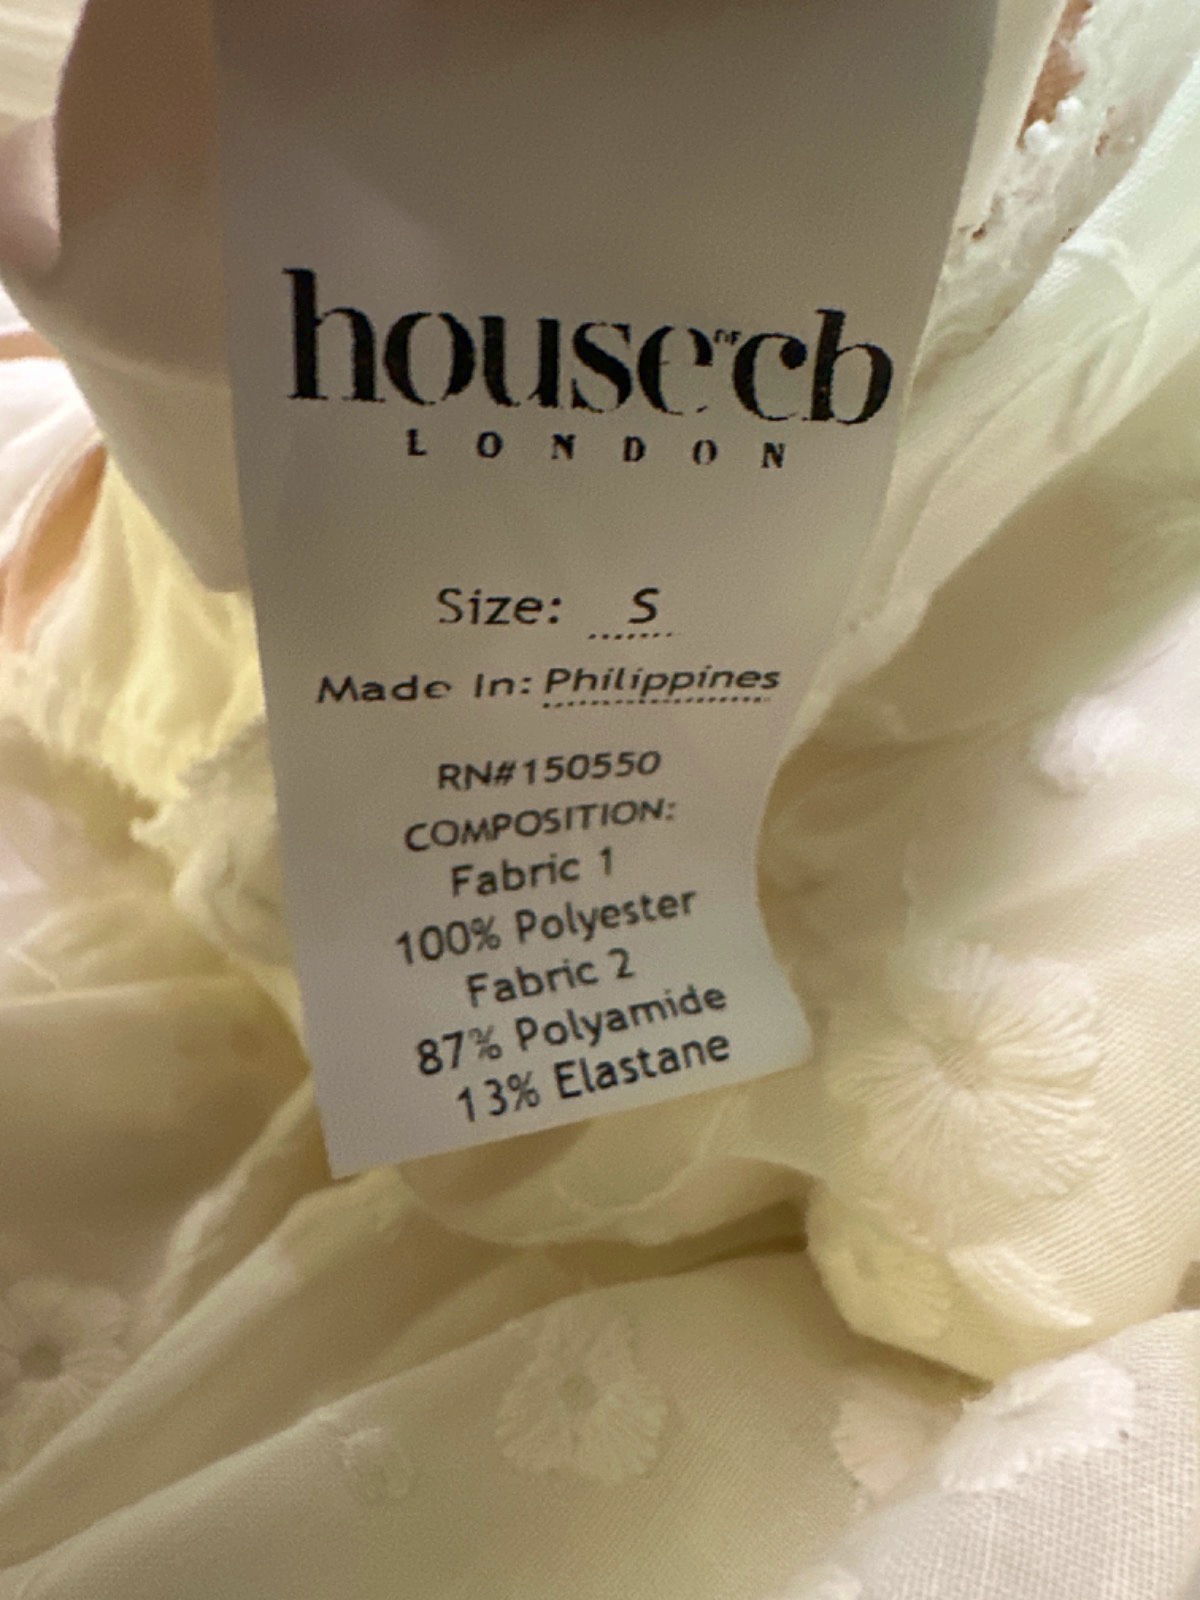 house OF cb
LONDON
Size: S
Made In: Philippines
RN#150550
COMPOSITION:
Fabric 1
100% Polyester
Fabric 2
87% Polyamide
13% Elastane